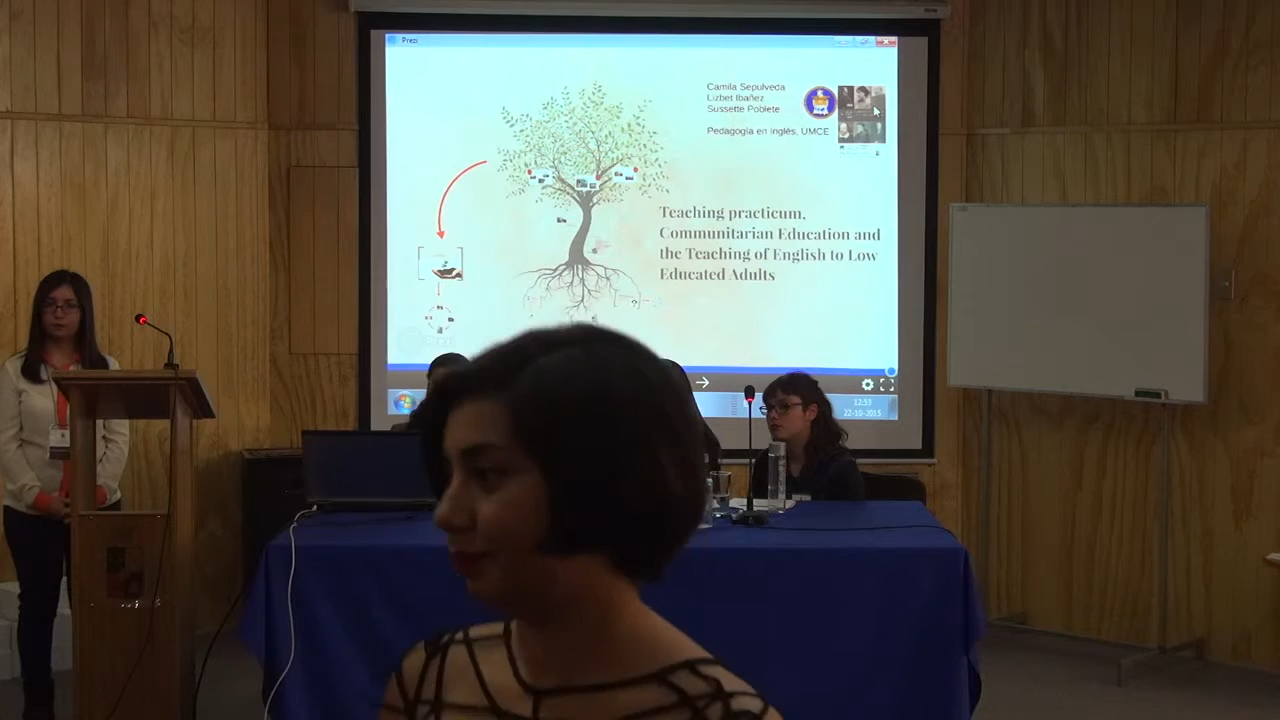 Prezi
Camila Sepulveda
Lizbet Ibañez
Sussette Poblete
Pedagogía en Inglés, UMCE
Teaching practicum,
Communitarian Education and
the Teaching of English to Low
Educated Adults
Prezi
12:53
22-10-2015